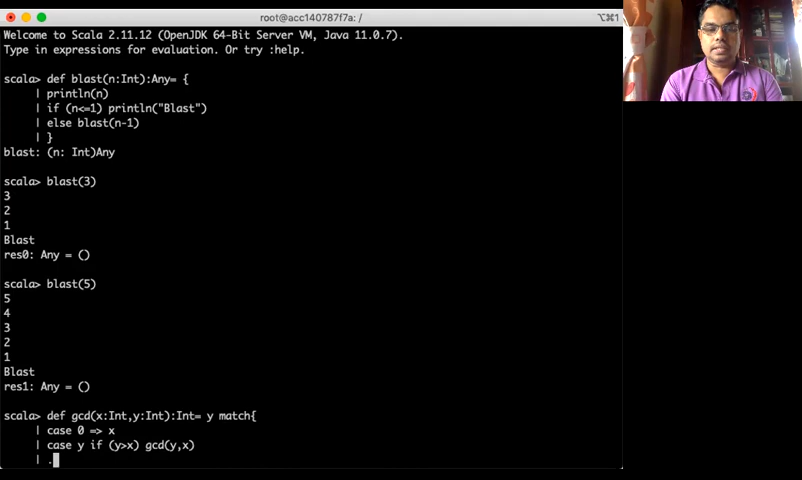 root@acc140787f7a: /
⌥⌘1
Welcome to Scala 2.11.12 (OpenJDK 64-Bit Server VM, Java 11.0.7).
Type in expressions for evaluation. Or try :help.
scala> def blast(n:Int):Any= {
| println(n)
| if (n<=1) println("Blast")
| else blast(n-1)
| }
blast: (n: Int)Any
scala> blast(3)
3
2
1
Blast
res0: Any = ()
scala> blast(5)
5
4
3
2
1
Blast
res1: Any = ()
scala> def gcd(x:Int,y:Int):Int= y match{
| case 0 => x
| case y if (y>x) gcd(y,x)
| .